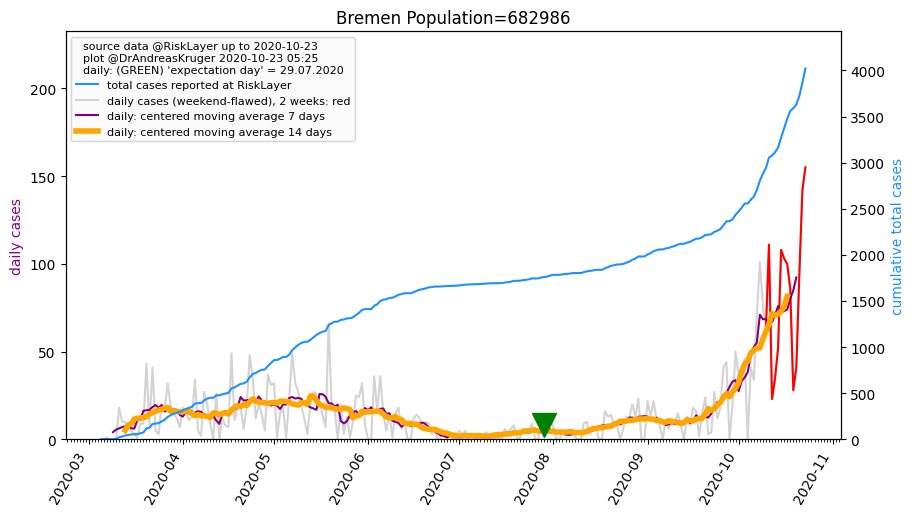 Bremen Population=682986
source data @RiskLayer up to 2020-10-23
plot @DrAndreasKruger 2020-10-23 05:25
daily: (GREEN) 'expectation day' = 29.07.2020
total cases reported at RiskLayer
daily cases (weekend-flawed), 2 weeks: red
daily: centered moving average 7 days
daily: centered moving average 14 days
daily cases
200
150
100
50
0
4000
3500
3000
2500
2000
1500
1000
500
0
cumulative total cases
2020-03
2020-04
2020-05
2020-06
2020-07
2020-08
2020-09
2020-10
2020-11